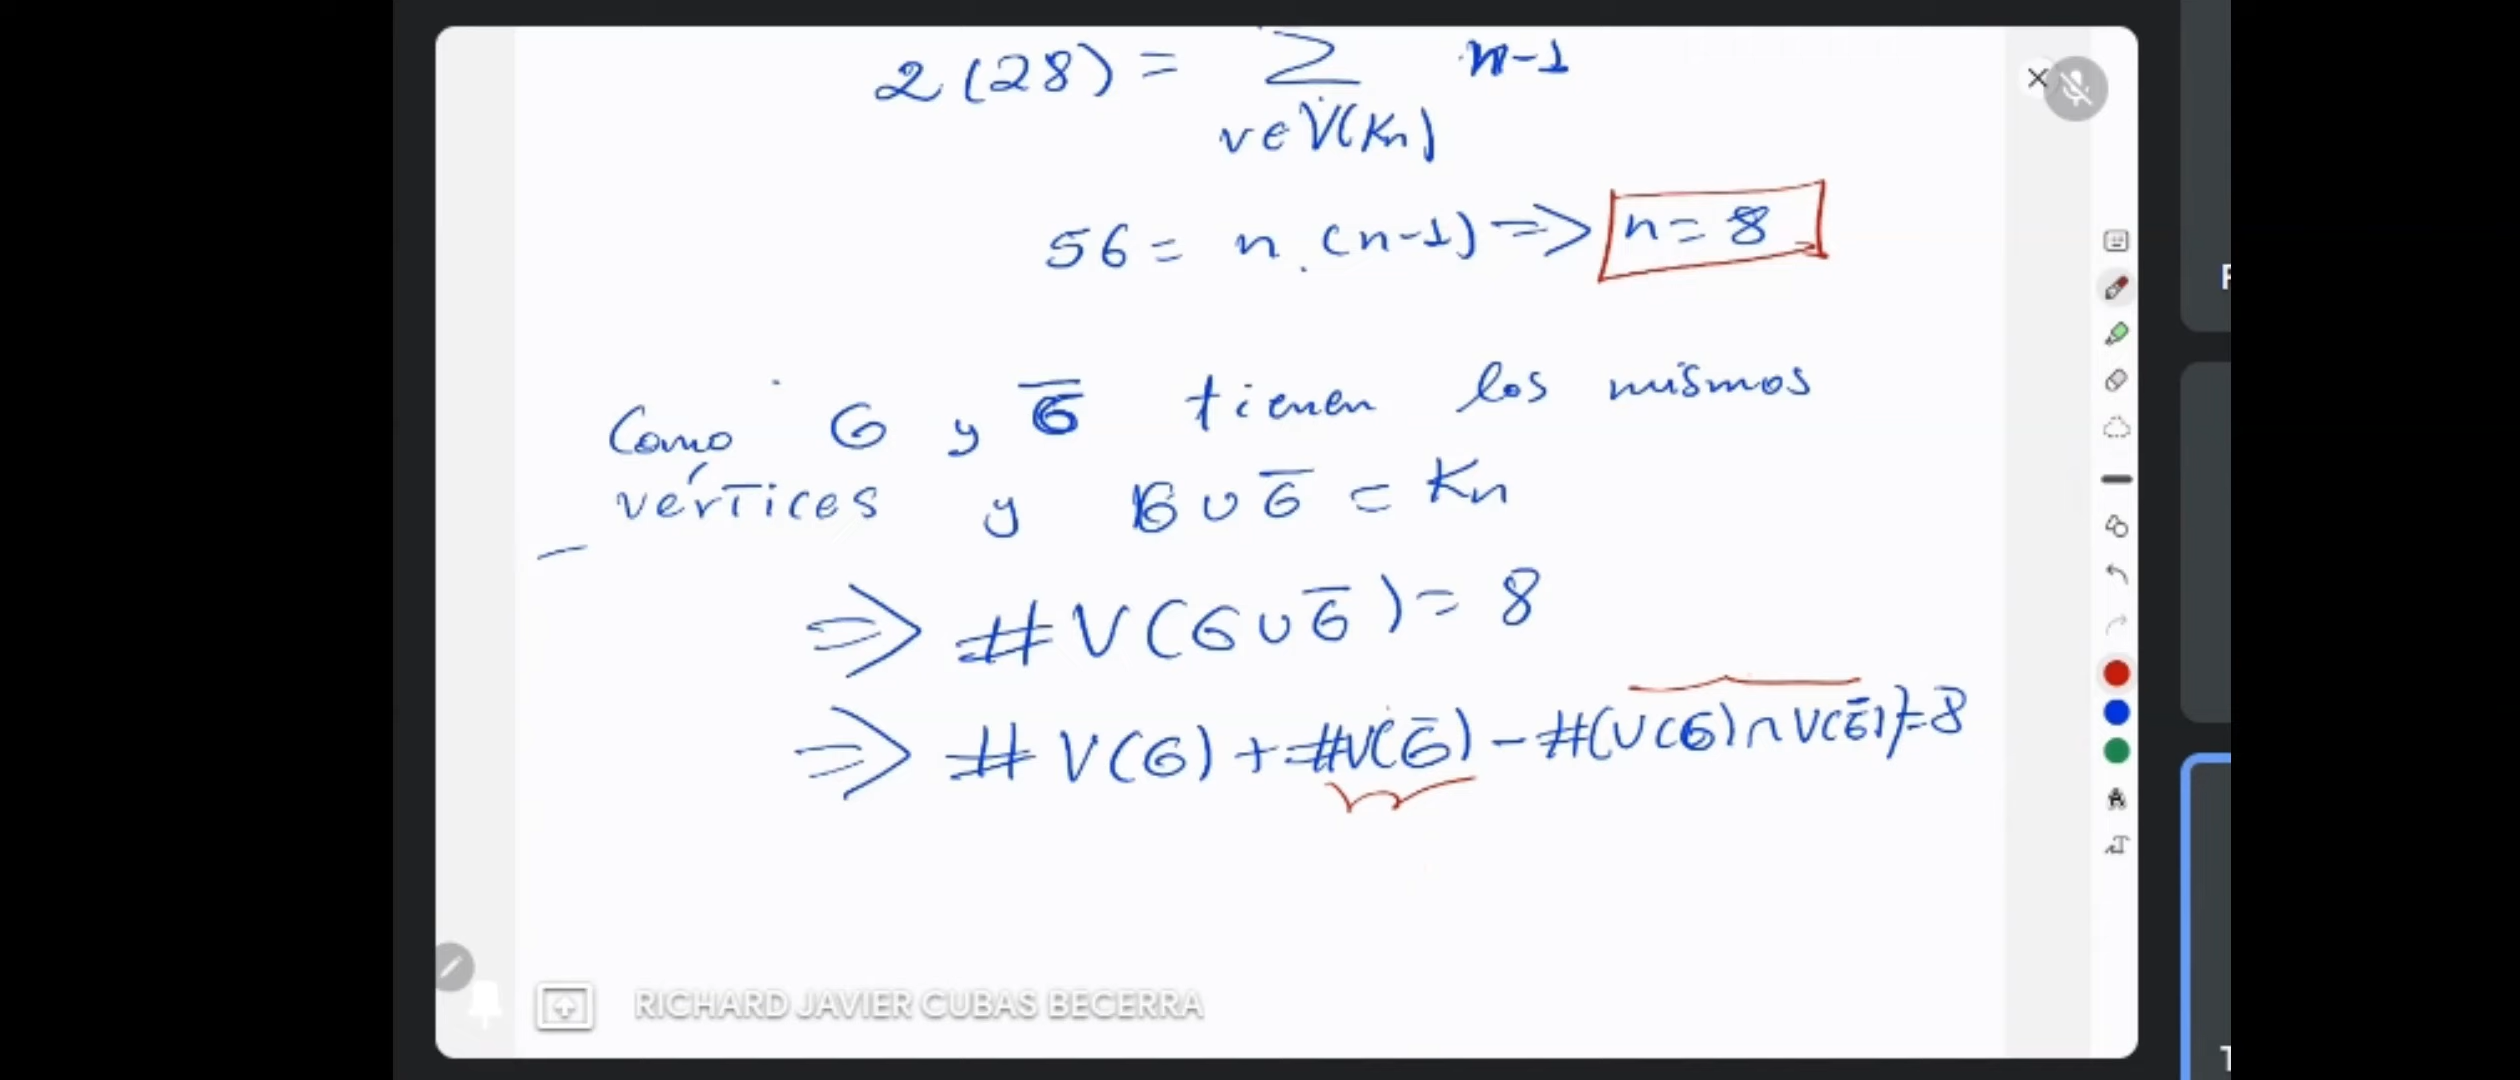 2(28) = ∑ n-1
v∈V(Kn)
56 = n.(n-1) => n = 8
Como G y G̅ tienen los mismos
vértices y G∪G̅ = Kn
=> #V(G∪G̅) = 8
=> #V(G) + #V(G̅) - #(V(G)∩V(G̅)) = 8
RICHARD JAVIER CUBAS BECERRA